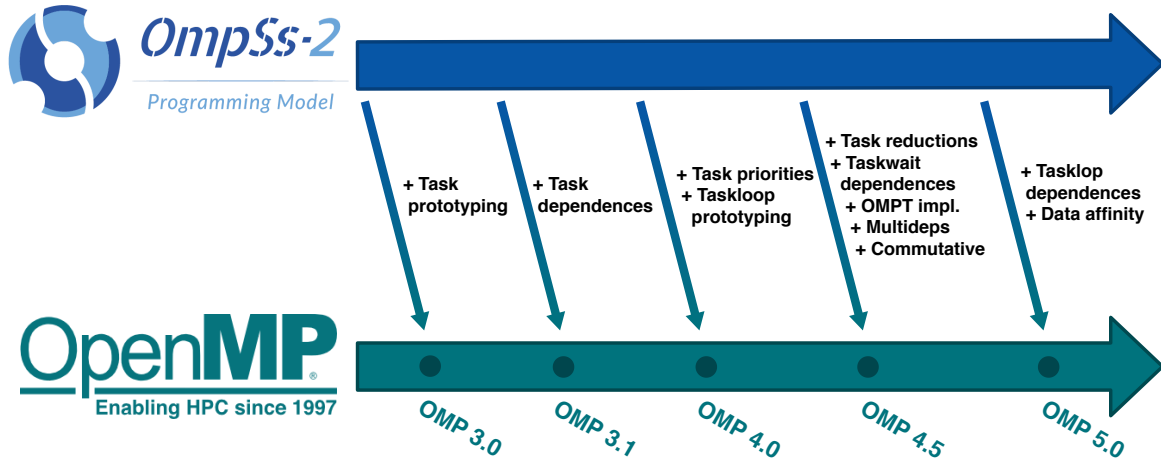 OmpSs-2
Programming Model
+ Task
prototyping
+ Task
dependences
+ Task priorities
+ Taskloop
prototyping
+ Task reductions
+ Taskwait
dependences
+ OMPT impl.
+ Multideps
+ Commutative
+ Tasklop
dependences
+ Data affinity
OpenMP®
Enabling HPC since 1997
OMP 3.0
OMP 3.1
OMP 4.0
OMP 4.5
OMP 5.0